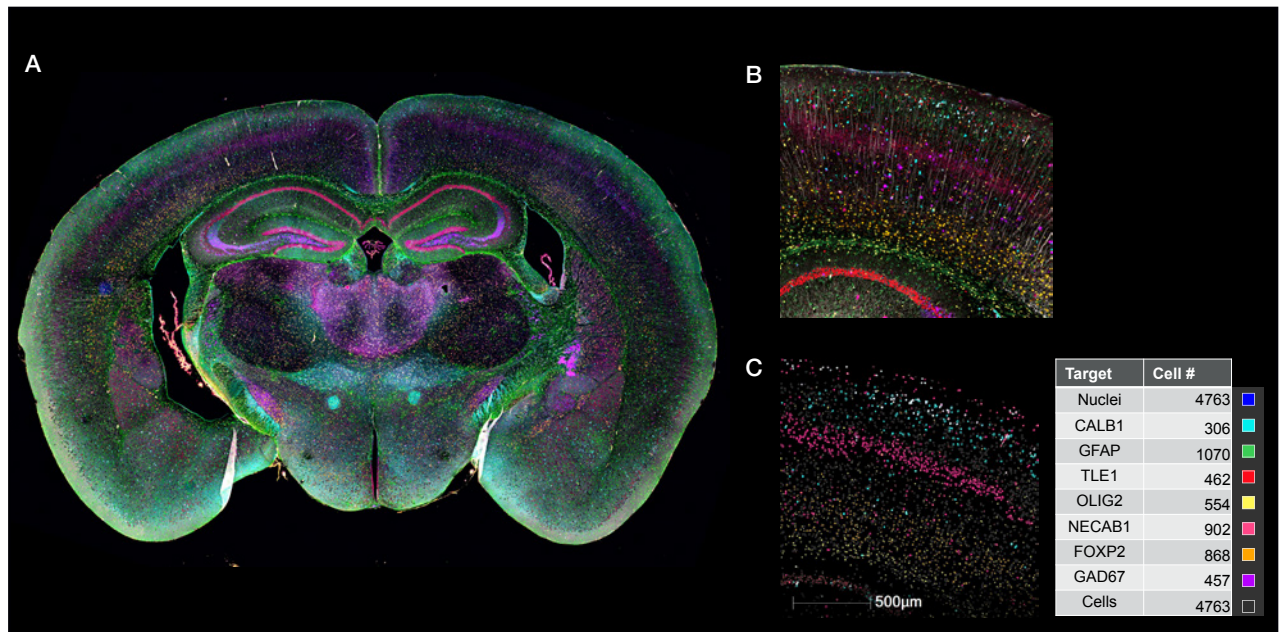 A
B
C
500µm
Target Cell #
Nuclei 4763
CALB1 306
GFAP 1070
TLE1 462
OLIG2 554
NECAB1 902
FOXP2 868
GAD67 457
Cells 4763